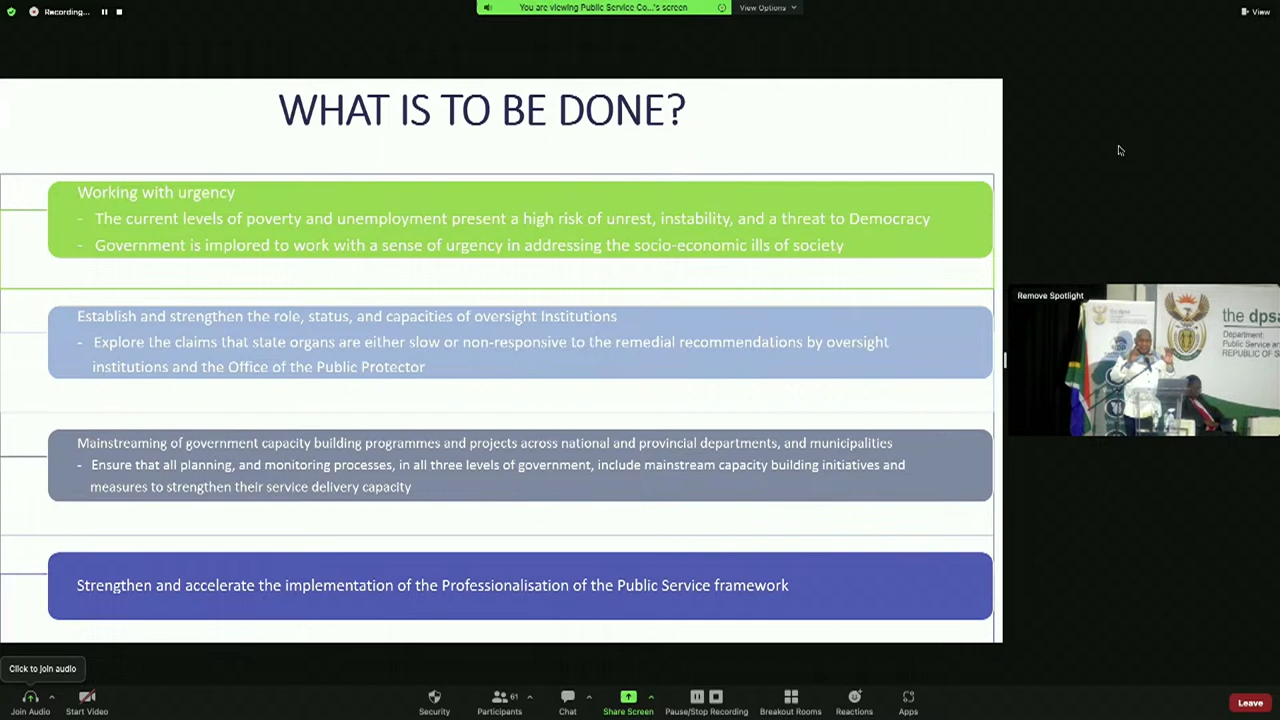 Recording...
You are viewing Public Service Co...'s screen
View Options
View
WHAT IS TO BE DONE?
Working with urgency
- The current levels of poverty and unemployment present a high risk of unrest, instability, and a threat to Democracy
- Government is implored to work with a sense of urgency in addressing the socio-economic ills of society
Establish and strengthen the role, status, and capacities of oversight Institutions
- Explore the claims that state organs are either slow or non-responsive to the remedial recommendations by oversight
institutions and the Office of the Public Protector
Mainstreaming of government capacity building programmes and projects across national and provincial departments, and municipalities
- Ensure that all planning, and monitoring processes, in all three levels of government, include mainstream capacity building initiatives and
measures to strengthen their service delivery capacity
Strengthen and accelerate the implementation of the Professionalisation of the Public Service framework
Remove Spotlight
the dpsa
Department:
Public Service an
REPUBLIC OF S
Click to join audio
Join Audio
Start Video
Security
61
Participants
Chat
Share Screen
Pause/Stop Recording
Breakout Rooms
Reactions
Apps
Leave